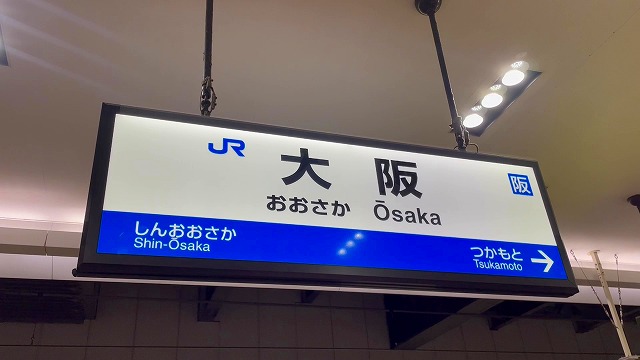 JR
大阪
阪
おおさか Ōsaka
しんおおさか
Shin-Ōsaka
つかもと
Tsukamoto